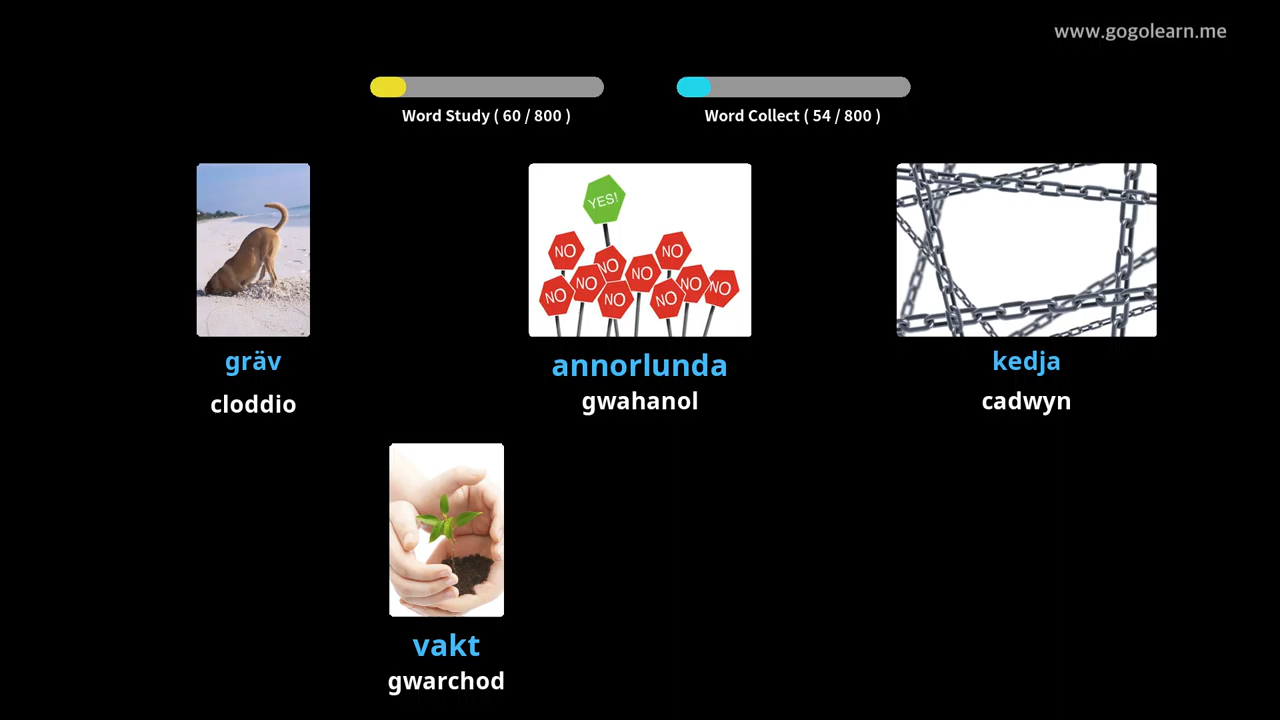 www.gogolearn.me
Word Study ( 60 / 800 )
Word Collect ( 54 / 800 )
YES!
NO
NO
NO
NO
NO
NO
NO
NO
NO
NO
gräv
annorlunda
kedja
cloddio
gwahanol
cadwyn
vakt
gwarchod